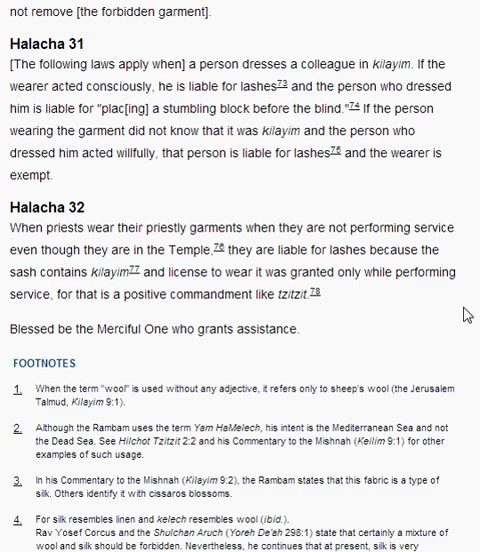 not remove [the forbidden garment].
Halacha 31
[The following laws apply when] a person dresses a colleague in kilayim. If the
wearer acted consciously, he is liable for lashes73 and the person who dressed
him is liable for "plac[ing] a stumbling block before the blind."74 If the person
wearing the garment did not know that it was kilayim and the person who
dressed him acted willfully, that person is liable for lashes75 and the wearer is
exempt.
Halacha 32
When priests wear their priestly garments when they are not performing service
even though they are in the Temple,76 they are liable for lashes because the
sash contains kilayim77 and license to wear it was granted only while performing
service, for that is a positive commandment like tzitzit.78
Blessed be the Merciful One who grants assistance.
FOOTNOTES
1. When the term "wool" is used without any adjective, it refers only to sheep's wool (the Jerusalem
Talmud, Kilayim 9:1).
2. Although the Rambam uses the term Yam HaMelech, his intent is the Mediterranean Sea and not
the Dead Sea. See Hilchot Tzitzit 2:2 and his Commentary to the Mishnah (Keilim 9:1) for other
examples of such usage.
3. In his Commentary to the Mishnah (Kilayim 9:2), the Rambam states that this fabric is a type of
silk. Others identify it with cissaros blossoms.
4. For silk resembles linen and kelech resembles wool (ibid.).
Rav Yosef Corcus and the Shulchan Aruch (Yoreh De'ah 298:1) state that certainly a mixture of
wool and silk should be forbidden. Nevertheless, he continues that at present, silk is very